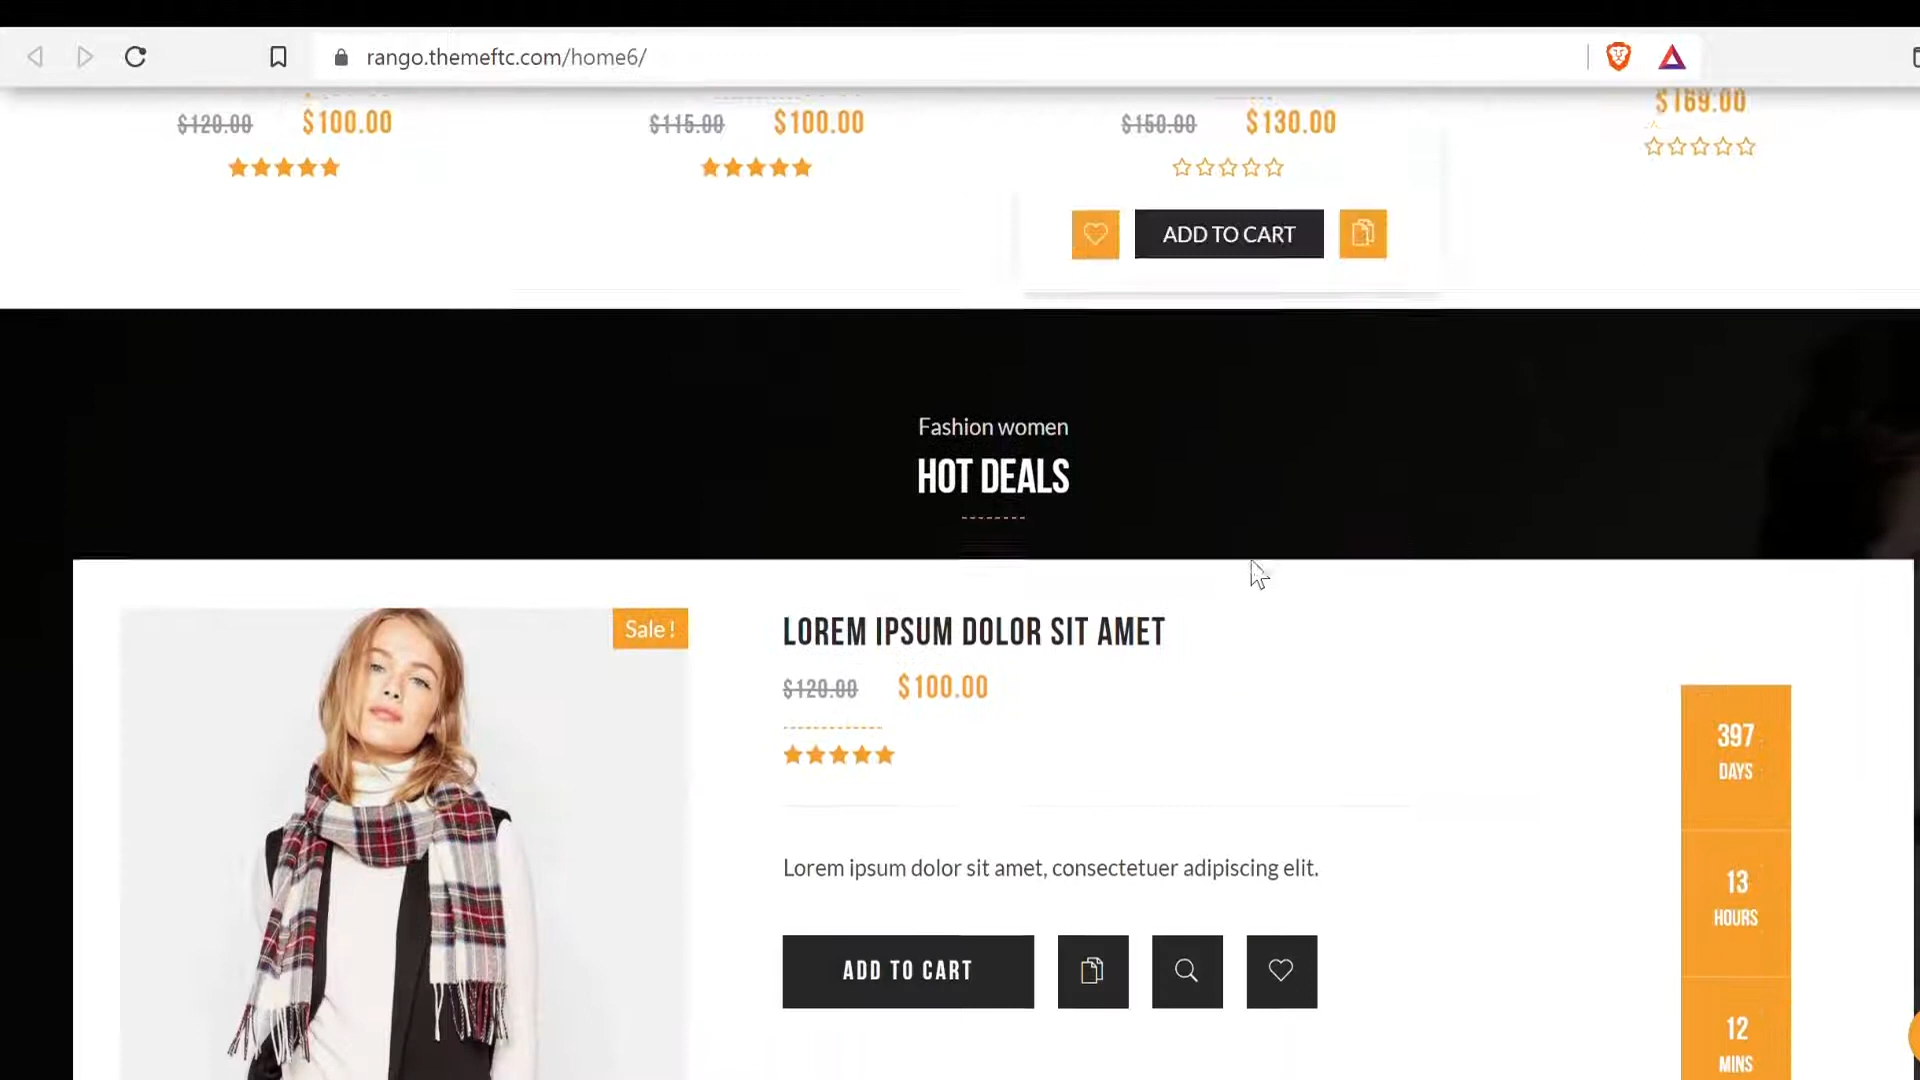 rango.themeftc.com/home6/
$120.00 $100.00
$115.00 $100.00
$150.00 $130.00
$169.00
ADD TO CART
Fashion women
HOT DEALS
Sale !
LOREM IPSUM DOLOR SIT AMET
$120.00 $100.00
Lorem ipsum dolor sit amet, consectetuer adipiscing elit.
ADD TO CART
397
DAYS
13
HOURS
12
MINS